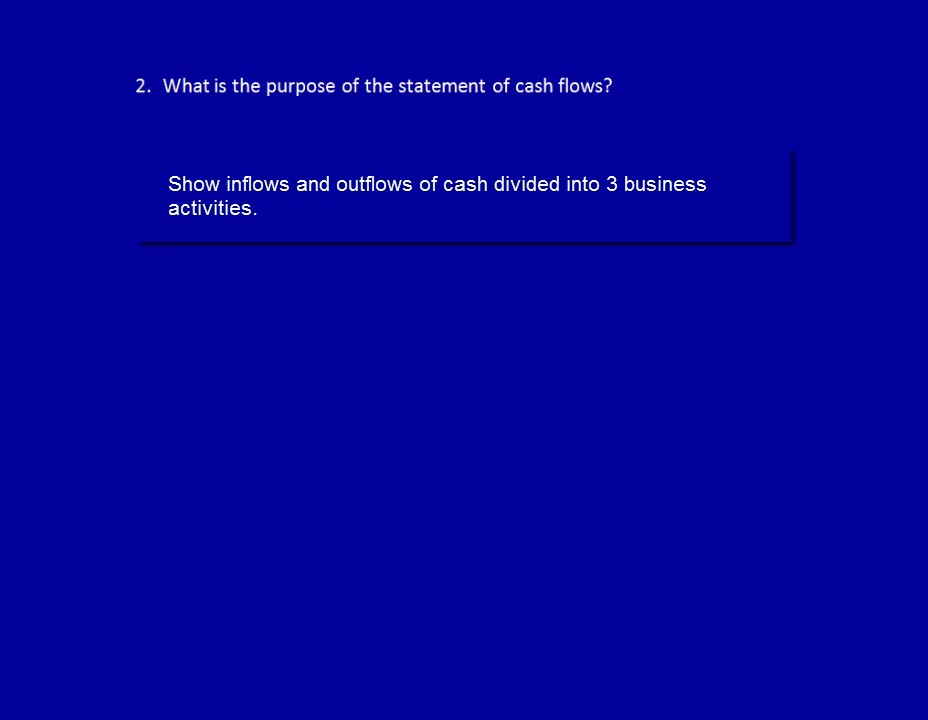 2. What is the purpose of the statement of cash flows?
Show inflows and outflows of cash divided into 3 business
activities.